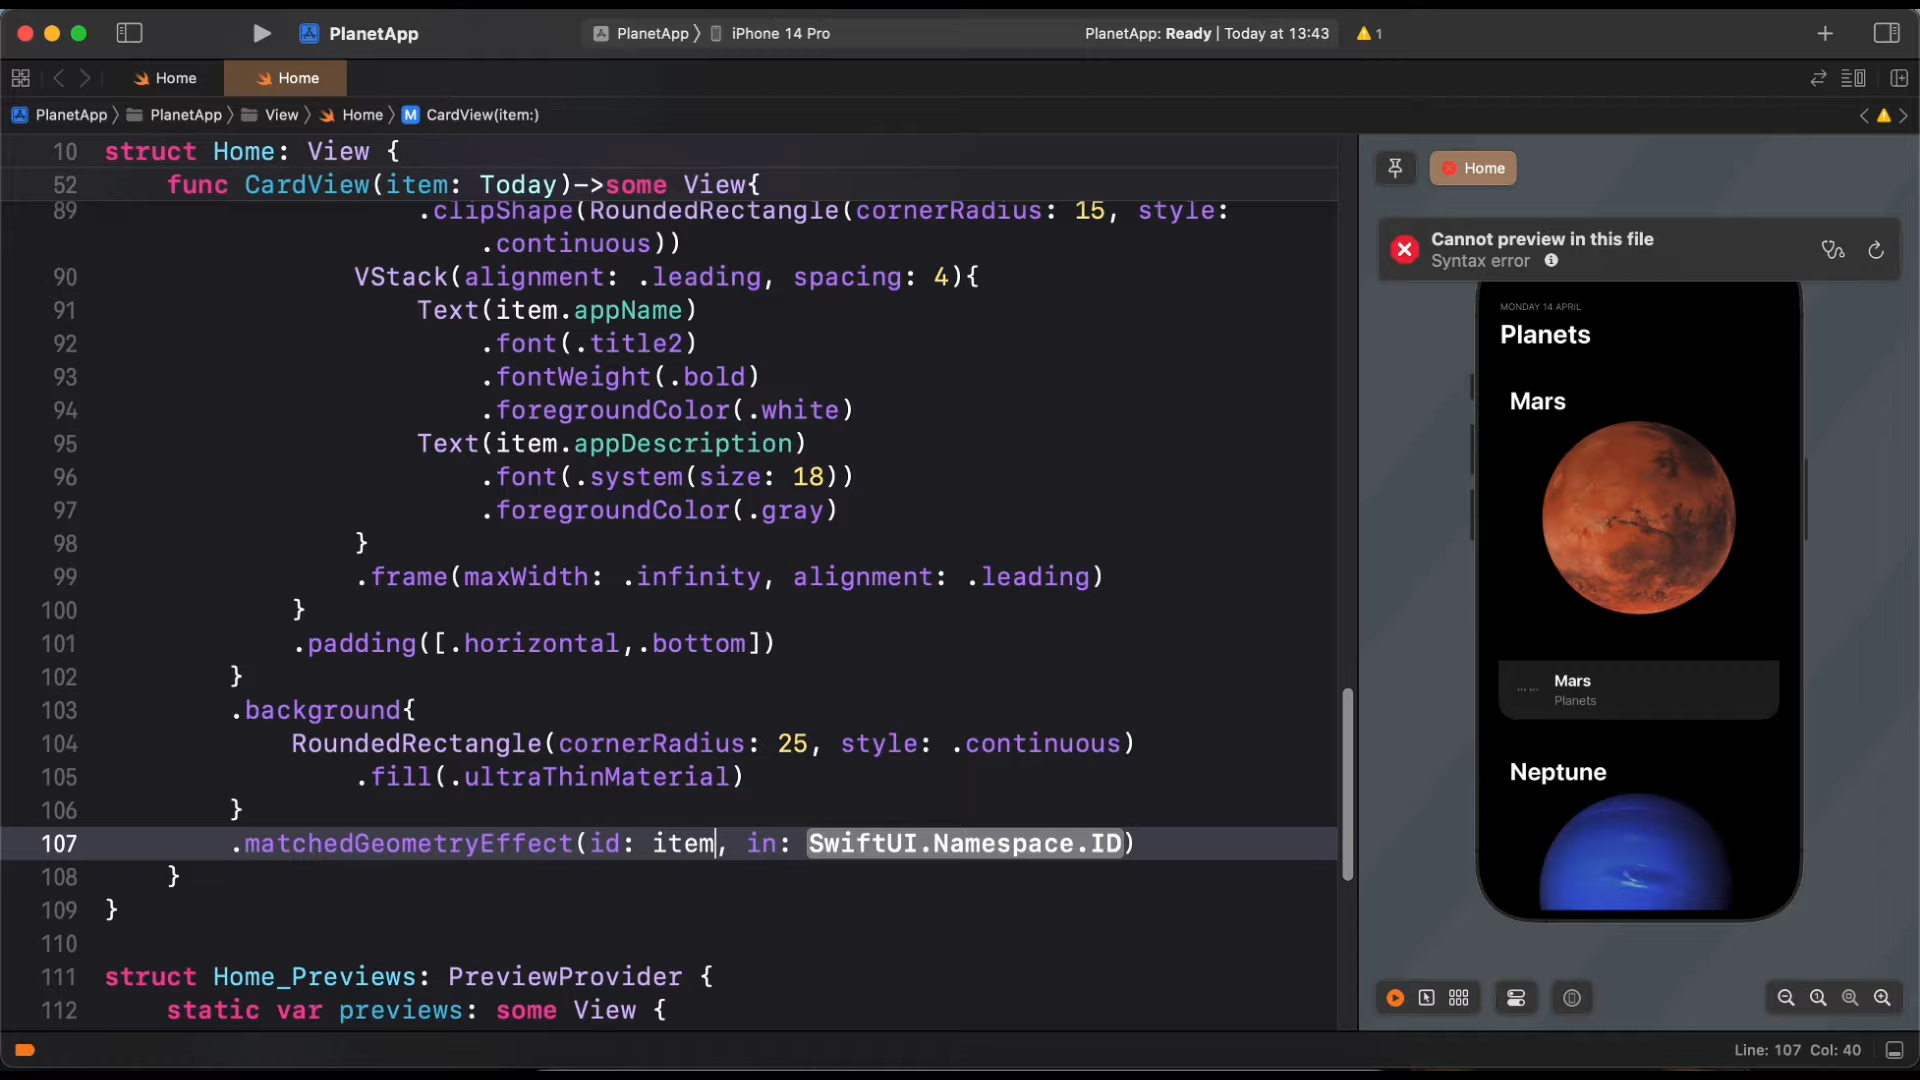 PlanetApp
PlanetApp 〉 iPhone 14 Pro
PlanetApp: Ready | Today at 13:43
1
Home
Home
PlanetApp 〉 PlanetApp 〉 View 〉 Home 〉 M CardView(item:)
10 struct Home: View {
52 func CardView(item: Today)->some View{
89 .clipShape(RoundedRectangle(cornerRadius: 15, style:
.continuous))
90 VStack(alignment: .leading, spacing: 4){
91 Text(item.appName)
92 .font(.title2)
93 .fontWeight(.bold)
94 .foregroundColor(.white)
95 Text(item.appDescription)
96 .font(.system(size: 18))
97 .foregroundColor(.gray)
98 }
99 .frame(maxWidth: .infinity, alignment: .leading)
100 }
101 .padding([.horizontal,.bottom])
102 }
103 .background{
104 RoundedRectangle(cornerRadius: 25, style: .continuous)
105 .fill(.ultraThinMaterial)
106 }
107 .matchedGeometryEffect(id: item, in: SwiftUI.Namespace.ID)
108 }
109 }
110
111 struct Home_Previews: PreviewProvider {
112 static var previews: some View {
Home
Cannot preview in this file
Syntax error
MONDAY 14 APRIL
Planets
Mars
Mars
Planets
Neptune
Line: 107 Col: 40